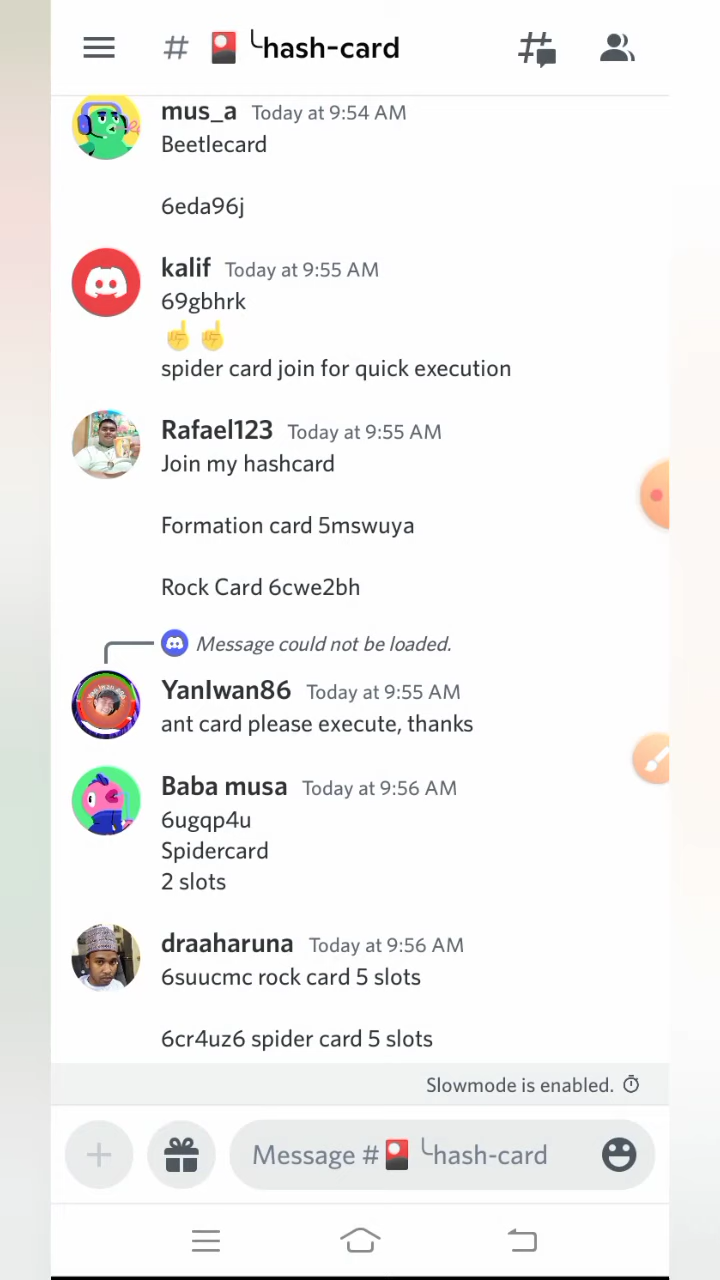 # 🎴 ╰hash-card
mus_a Today at 9:54 AM
Beetlecard
6eda96j
kalif Today at 9:55 AM
69gbhrk
☝️☝️
spider card join for quick execution
Rafael123 Today at 9:55 AM
Join my hashcard
Formation card 5mswuya
Rock Card 6cwe2bh
Message could not be loaded.
YanIwan86 Today at 9:55 AM
ant card please execute, thanks
Baba musa Today at 9:56 AM
6ugqp4u
Spidercard
2 slots
draaharuna Today at 9:56 AM
6suucmc rock card 5 slots
6cr4uz6 spider card 5 slots
Slowmode is enabled.
Message #🎴 ╰hash-card